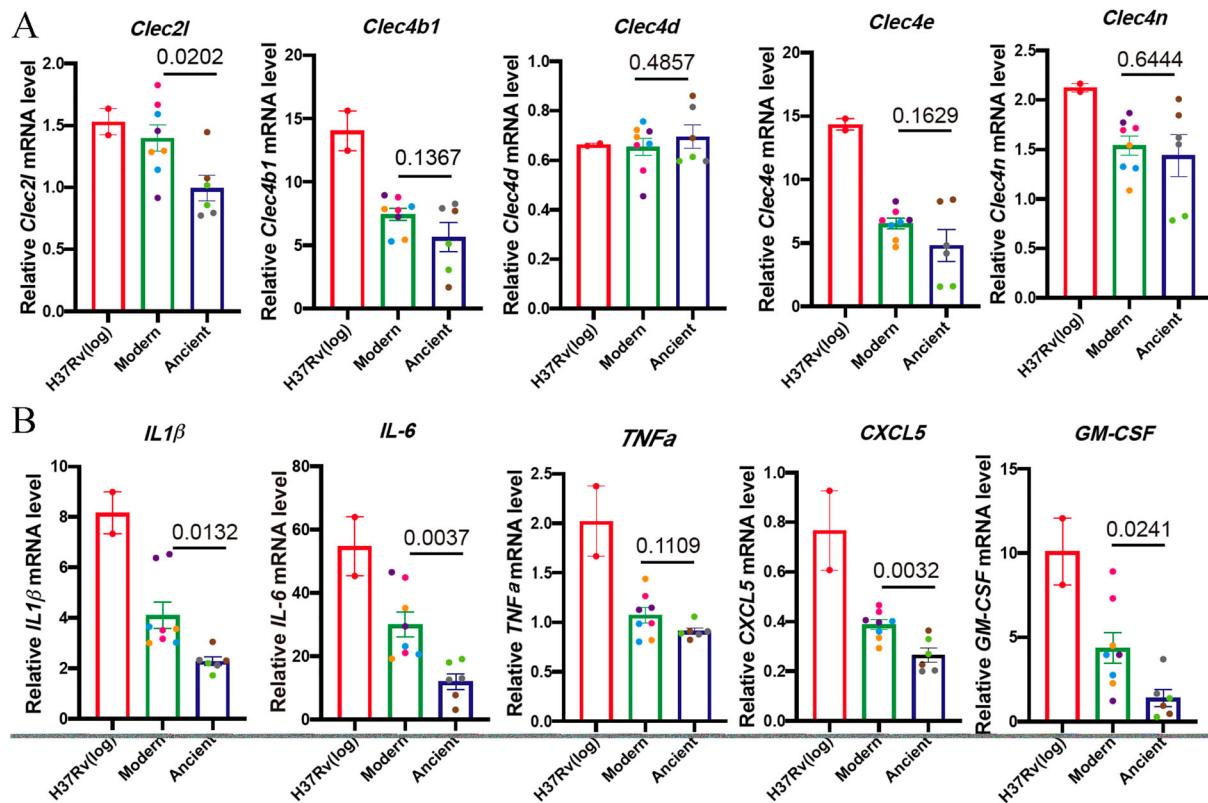 A
Clec2l
Relative Clec2l mRNA level
2.0
1.5
1.0
0.5
0.0
0.0202
H37Rv(log)
Modern
Ancient
Clec4b1
Relative Clec4b1 mRNA level
20
15
10
5
0
0.1367
H37Rv(log)
Modern
Ancient
Clec4d
Relative Clec4d mRNA level
1.0
0.8
0.6
0.4
0.2
0.0
0.4857
H37Rv(log)
Modern
Ancient
Clec4e
Relative Clec4e mRNA level
20
15
10
5
0
0.1629
H37Rv(log)
Modern
Ancient
Clec4n
Relative Clec4n mRNA level
2.5
2.0
1.5
1.0
0.5
0.0
0.6444
H37Rv(log)
Modern
Ancient
B
IL1β
Relative IL1β mRNA level
10
8
6
4
2
0
0.0132
H37Rv(log)
Modern
Ancient
IL-6
Relative IL-6 mRNA level
80
60
40
20
0
0.0037
H37Rv(log)
Modern
Ancient
TNFa
Relative TNFa mRNA level
2.5
2.0
1.5
1.0
0.5
0.0
0.1109
H37Rv(log)
Modern
Ancient
CXCL5
Relative CXCL5 mRNA level
1.0
0.8
0.6
0.4
0.2
0.0
0.0032
H37Rv(log)
Modern
Ancient
GM-CSF
Relative GM-CSF mRNA level
15
10
5
0
0.0241
H37Rv(log)
Modern
Ancient